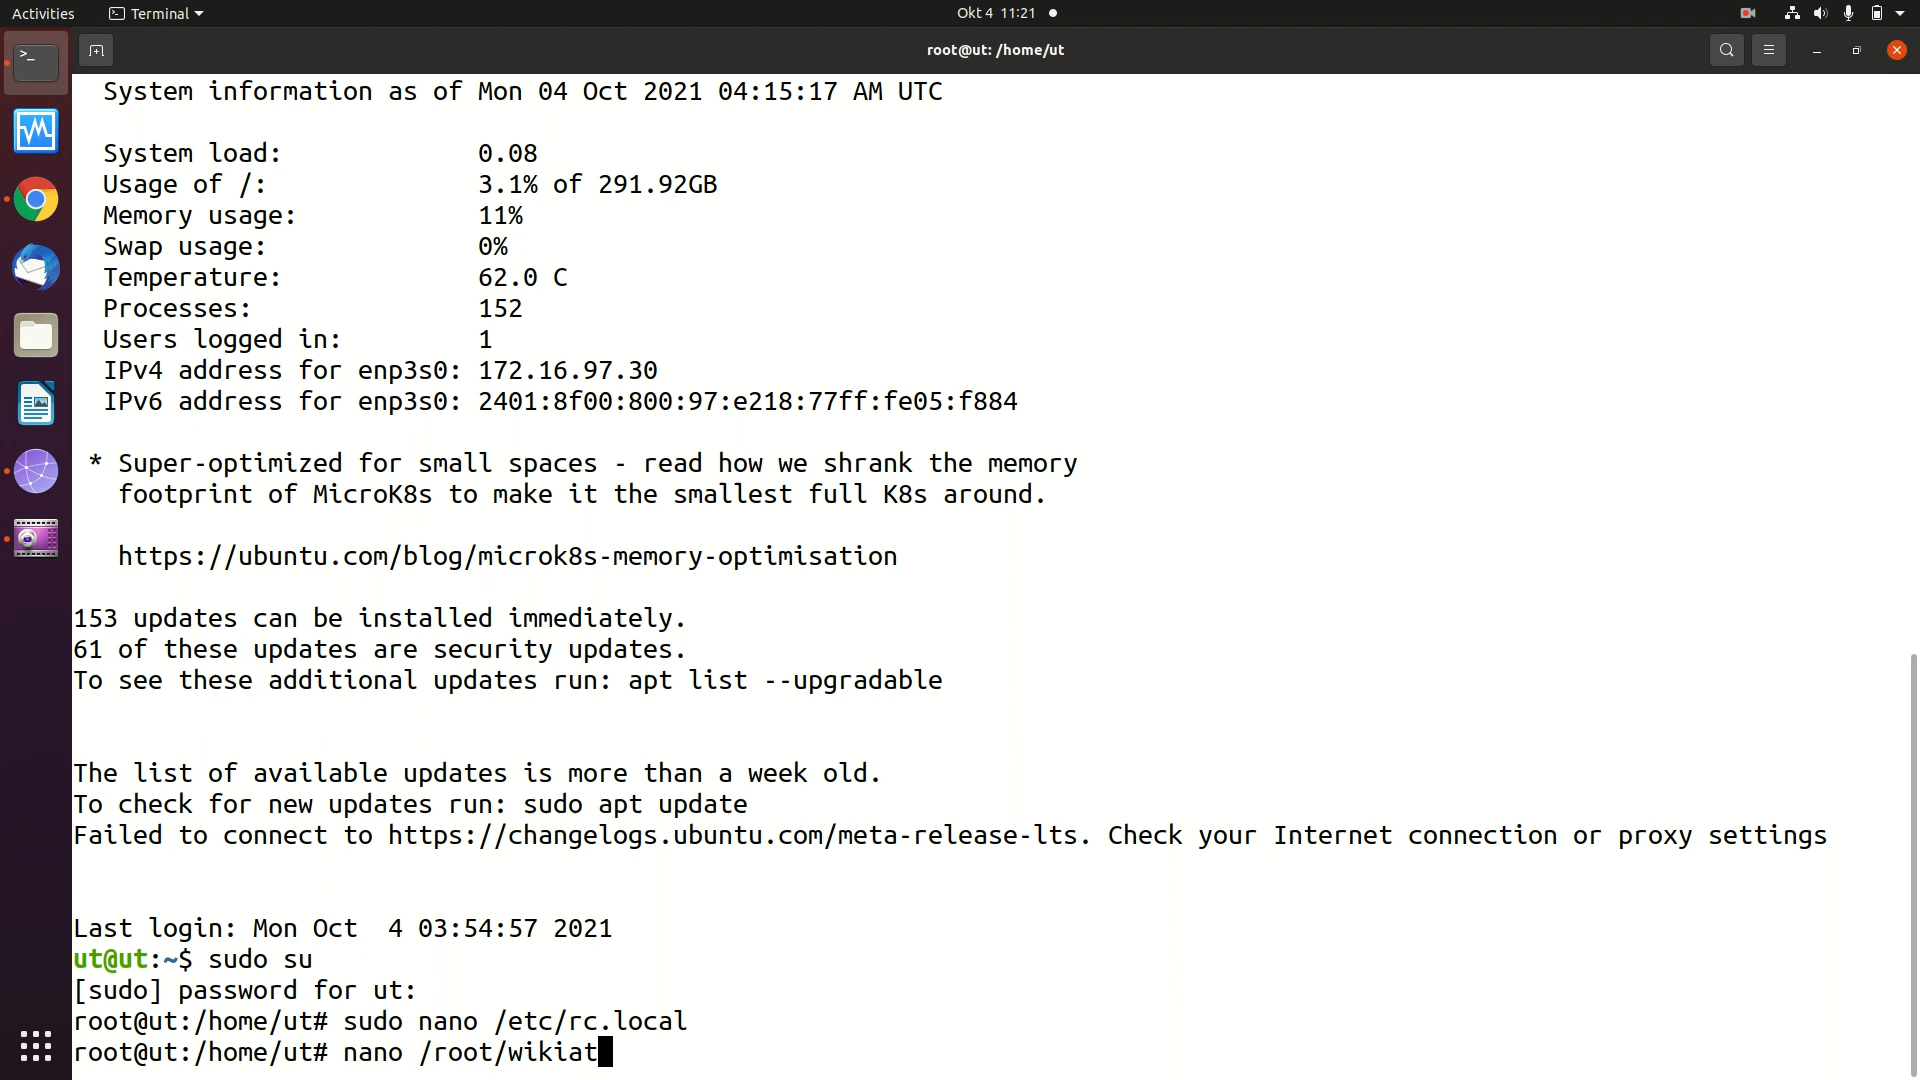 Activities
Terminal
Okt 4 11:21
root@ut: /home/ut
System information as of Mon 04 Oct 2021 04:15:17 AM UTC
System load: 0.08
Usage of /: 3.1% of 291.92GB
Memory usage: 11%
Swap usage: 0%
Temperature: 62.0 C
Processes: 152
Users logged in: 1
IPv4 address for enp3s0: 172.16.97.30
IPv6 address for enp3s0: 2401:8f00:800:97:e218:77ff:fe05:f884
* Super-optimized for small spaces - read how we shrank the memory
footprint of MicroK8s to make it the smallest full K8s around.
https://ubuntu.com/blog/microk8s-memory-optimisation
153 updates can be installed immediately.
61 of these updates are security updates.
To see these additional updates run: apt list --upgradable
The list of available updates is more than a week old.
To check for new updates run: sudo apt update
Failed to connect to https://changelogs.ubuntu.com/meta-release-lts. Check your Internet connection or proxy settings
Last login: Mon Oct  4 03:54:57 2021
ut@ut:~$ sudo su
[sudo] password for ut:
root@ut:/home/ut# sudo nano /etc/rc.local
root@ut:/home/ut# nano /root/wikiat